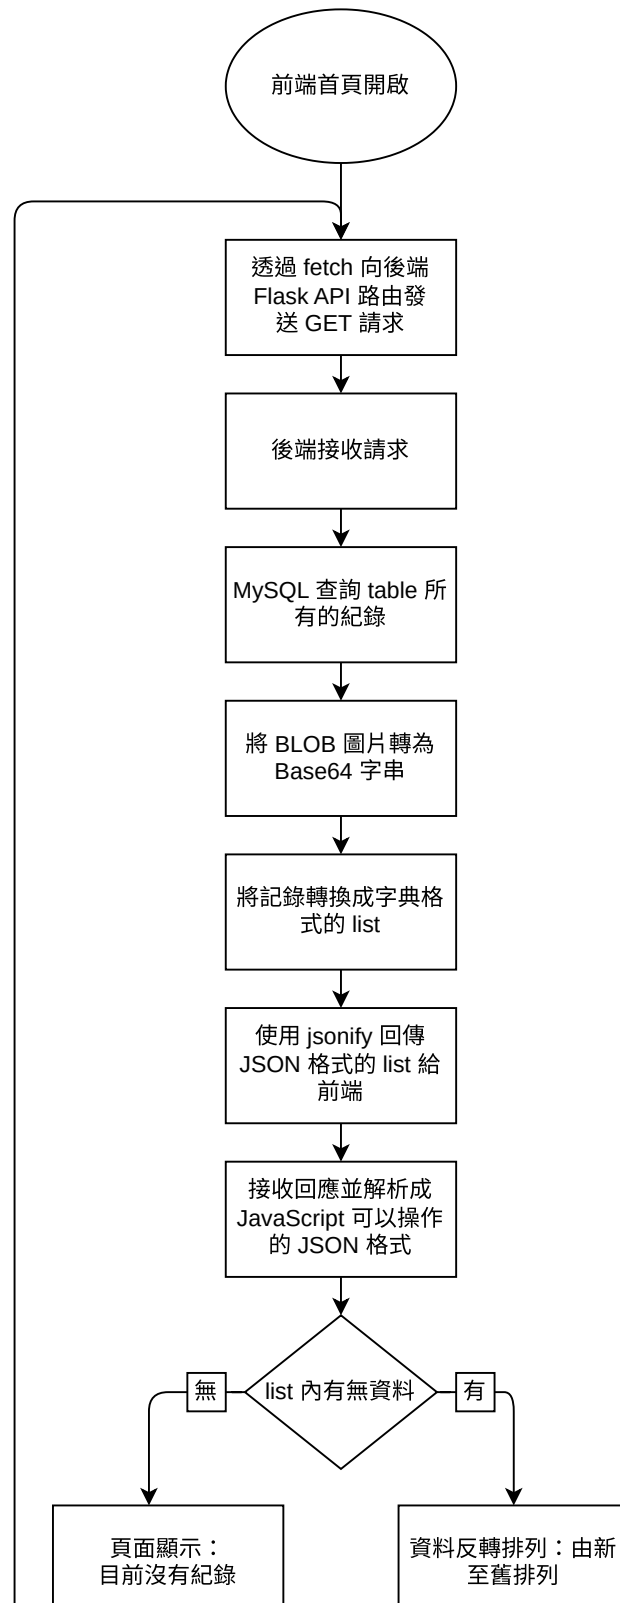 前端首頁開啟
透過 fetch 向後端
Flask API 路由發
送 GET 請求
後端接收請求
MySQL 查詢 table 所
有的紀錄
將 BLOB 圖片轉為
Base64 字串
將記錄轉換成字典格
式的 list
使用 jsonify 回傳
JSON 格式的 list 給
前端
接收回應並解析成
JavaScript 可以操作
的 JSON 格式
list 內有無資料
無
有
頁面顯示：
目前沒有紀錄
資料反轉排列：由新
至舊排列